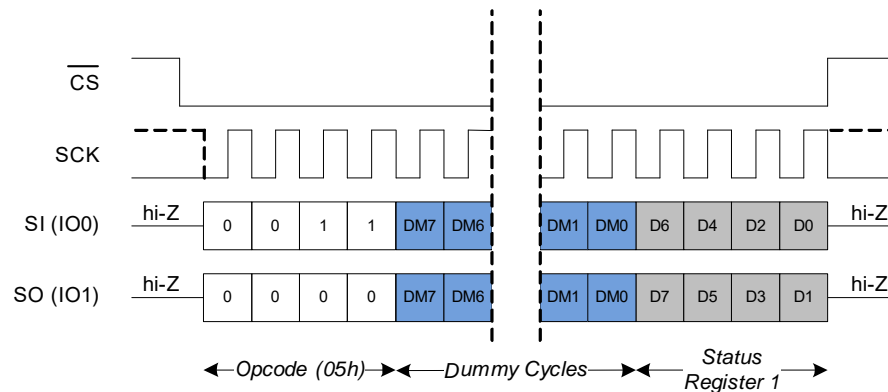 CS
SCK
hi-Z
SI (IO0)
0 0 1 1 DM7 DM6 DM1 DM0 D6 D4 D2 D0
hi-Z
hi-Z
SO (IO1)
0 0 0 0 DM7 DM6 DM1 DM0 D7 D5 D3 D1
hi-Z
Opcode (05h)
Dummy Cycles
Status
Register 1